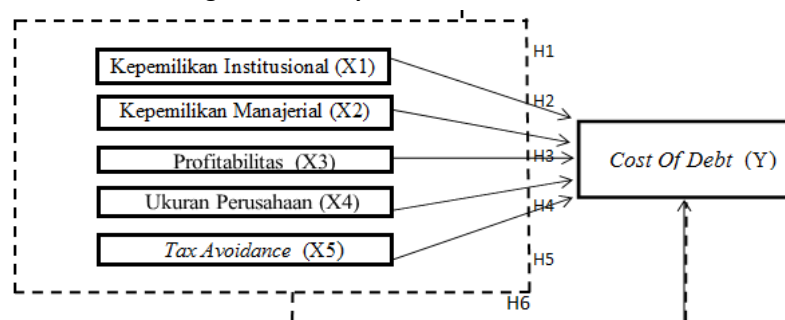 H1
Kepemilikan Institusional (X1)
H2
Kepemilikan Manajerial (X2)
H3
Profitabilitas (X3)
Cost Of Debt (Y)
Ukuran Perusahaan (X4)
H4
Tax Avoidance (X5)
H5
H6